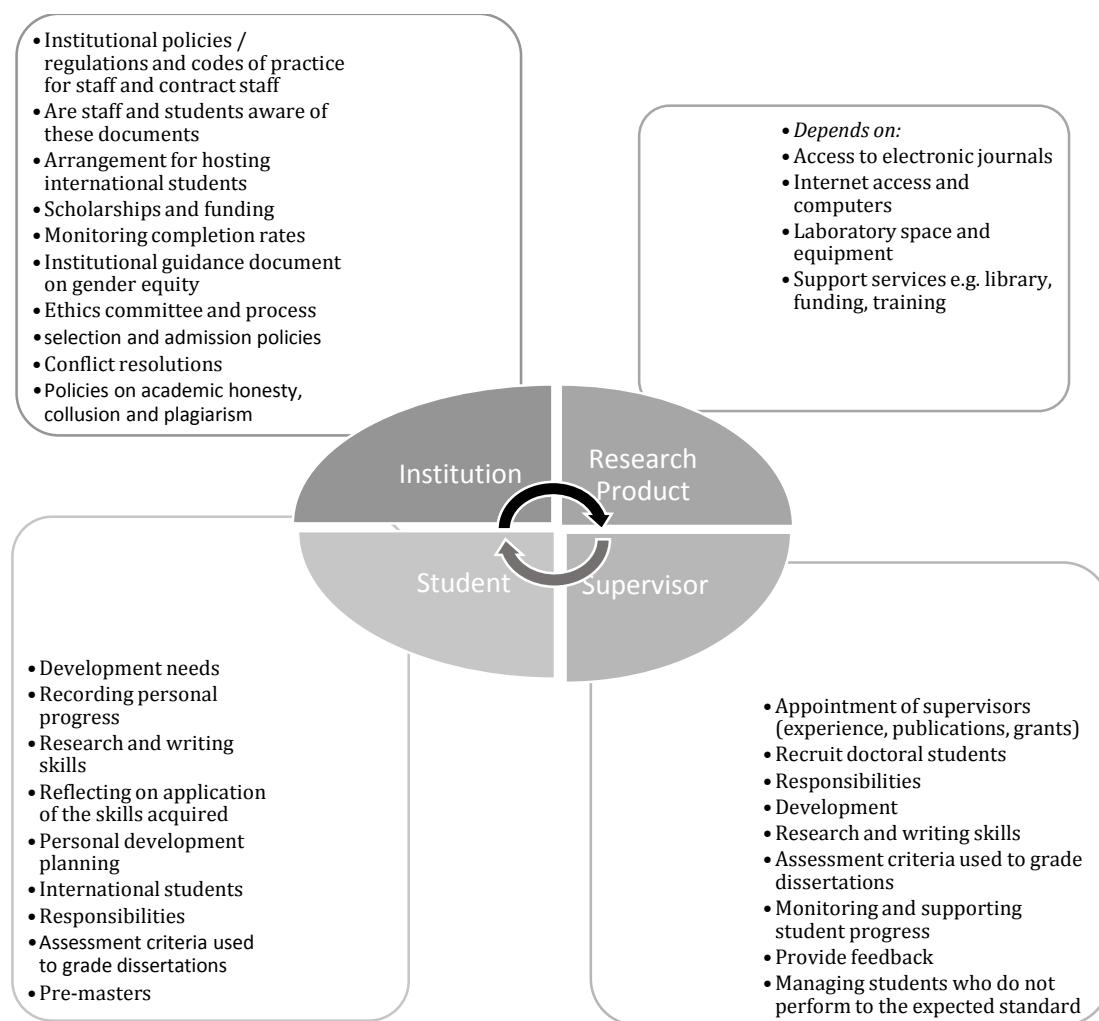 •Institutional policies /
regulations and codes of practice
for staff and contract staff
•Are staff and students aware of
these documents
•Arrangement for hosting
international students
•Scholarships and funding
•Monitoring completion rates
•Institutional guidance document
on gender equity
•Ethics committee and process
•selection and admission policies
•Conflict resolutions
•Policies on academic honesty,
collusion and plagiarism
•Depends on:
•Access to electronic journals
•Internet access and
computers
•Laboratory space and
equipment
•Support services e.g. library,
funding, training
Institution
Research
Product
Student
Supervisor
•Development needs
•Recording personal
progress
•Research and writing
skills
•Reflecting on application
of the skills acquired
•Personal development
planning
•International students
•Responsibilities
•Assessment criteria used
to grade dissertations
•Pre-masters
•Appointment of supervisors
(experience, publications, grants)
•Recruit doctoral students
•Responsibilities
•Development
•Research and writing skills
•Assessment criteria used to grade
dissertations
•Monitoring and supporting
student progress
•Provide feedback
•Managing students who do not
perform to the expected standard